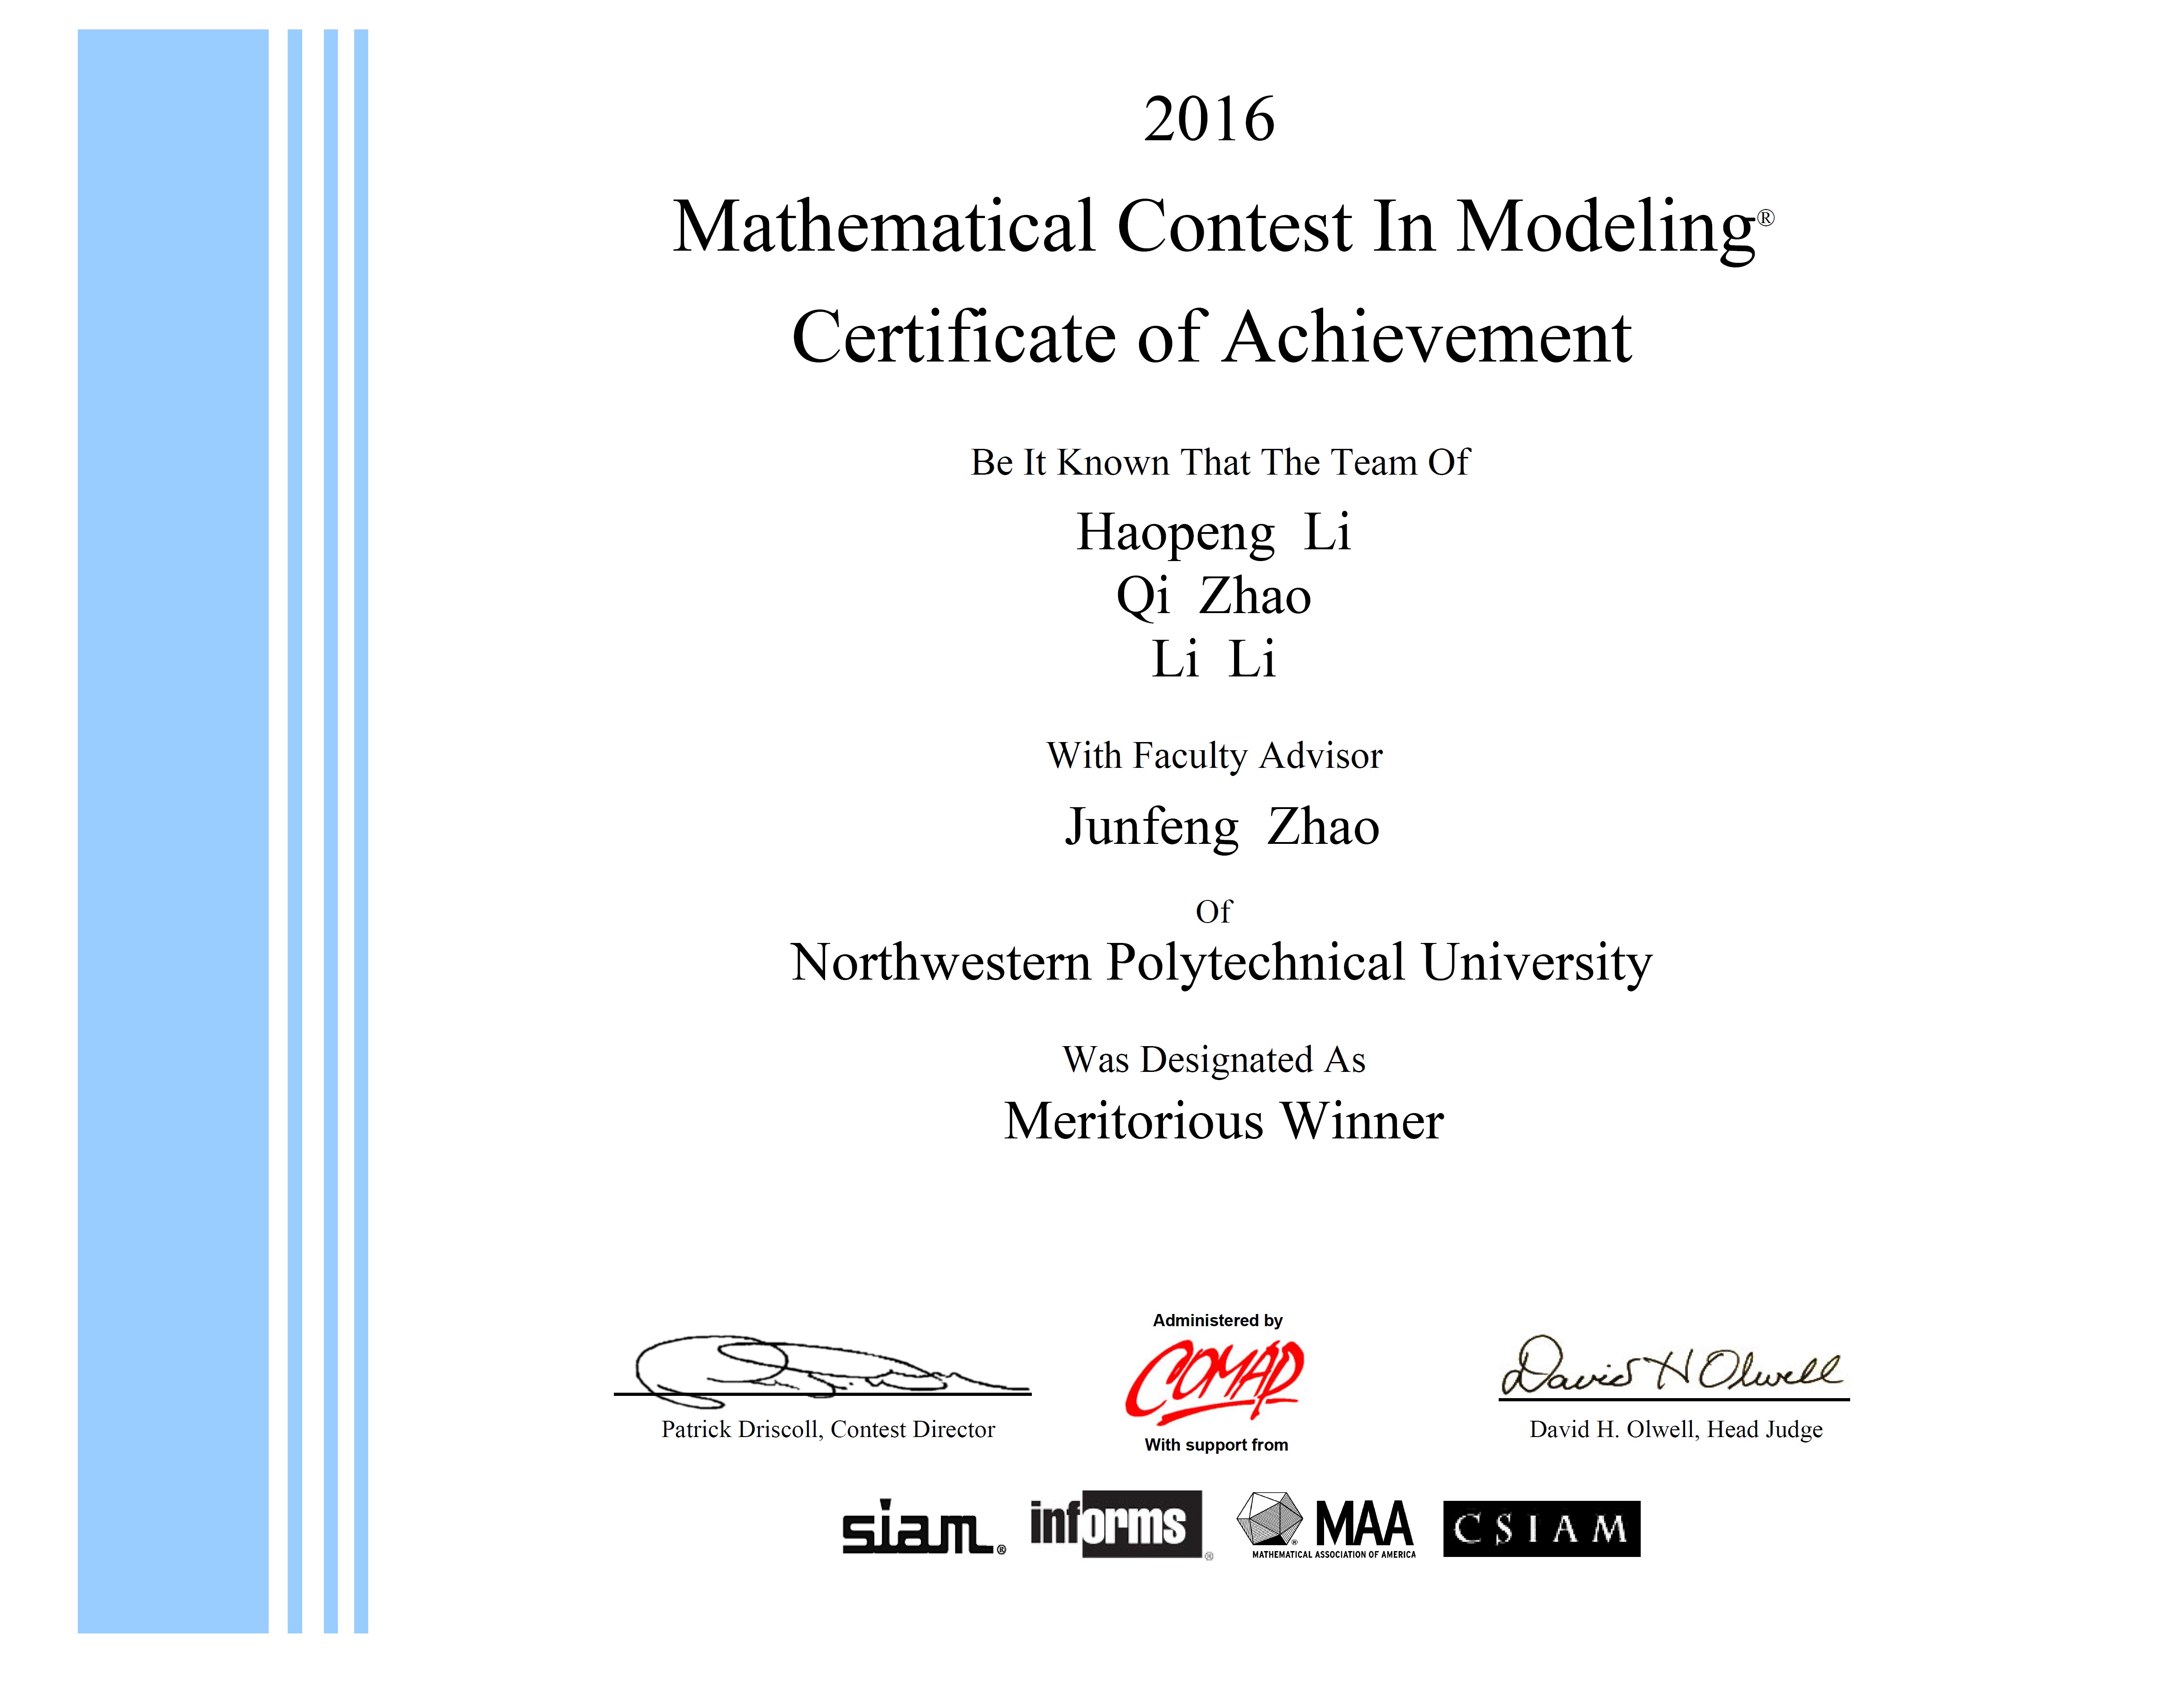 2016
Mathematical Contest In Modeling®
Certificate of Achievement
Be It Known That The Team Of
Haopeng Li
Qi Zhao
Li Li
With Faculty Advisor
Junfeng Zhao
Of
Northwestern Polytechnical University
Was Designated As
Meritorious Winner
Administered by
COMAP
David H Olwell
Patrick Driscoll, Contest Director
David H. Olwell, Head Judge
With support from
siam®
informs®
MAA
MATHEMATICAL ASSOCIATION OF AMERICA
CSIAM